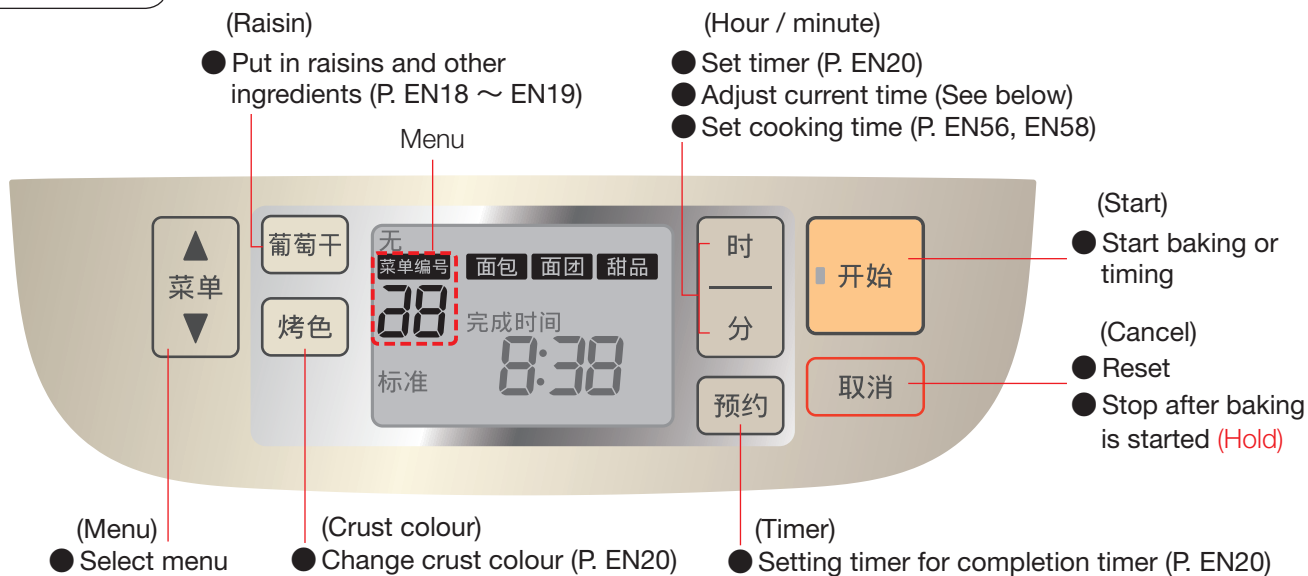 (Raisin)
● Put in raisins and other
ingredients (P. EN18 ～ EN19)
Menu
(Hour / minute)
● Set timer (P. EN20)
● Adjust current time (See below)
● Set cooking time (P. EN56, EN58)
▲
菜单
▼
葡萄干
烤色
无
菜单编号 面包 面团 甜品
38
完成时间
8:38
标准
时
分
预约
开始
取消
(Start)
● Start baking or
timing
(Cancel)
● Reset
● Stop after baking
is started (Hold)
(Menu)
● Select menu
(Crust colour)
● Change crust colour (P. EN20)
(Timer)
● Setting timer for completion timer (P. EN20)